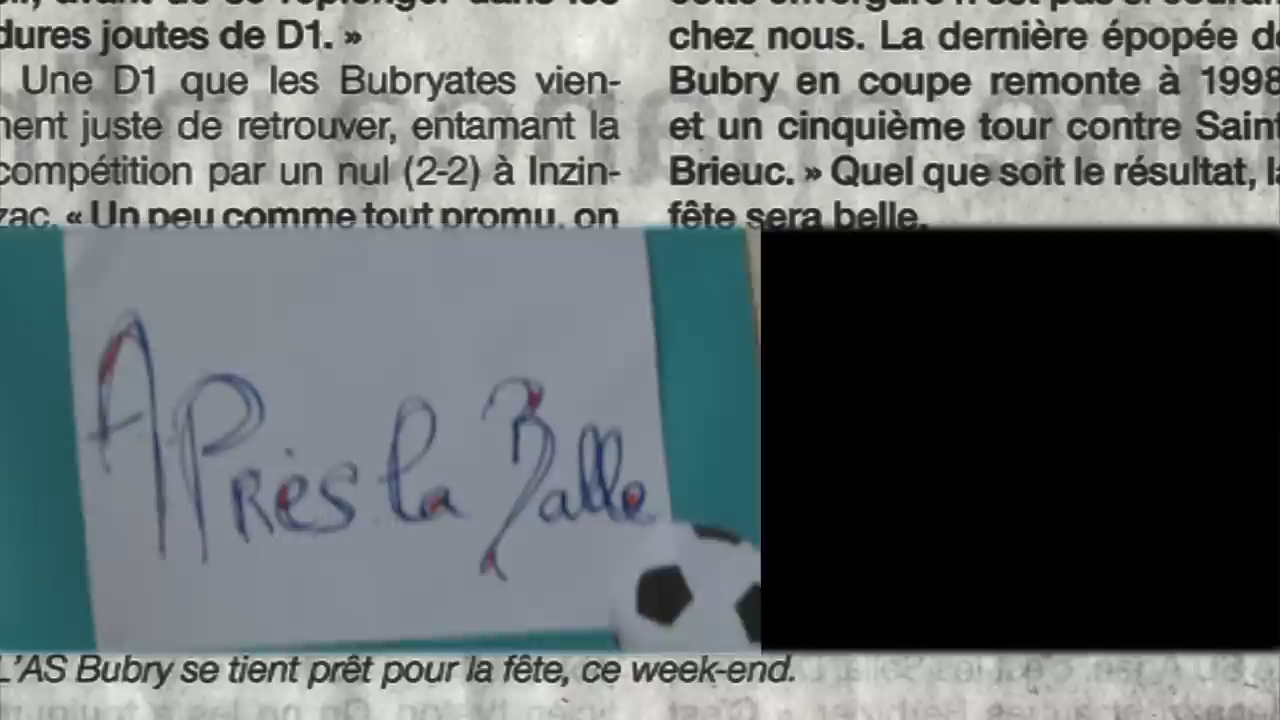 dures joutes de D1. »
Une D1 que les Bubryates vien-
nent juste de retrouver, entamant la
compétition par un nul (2-2) à Inzin-
zac. « Un peu comme tout promu, on
chez nous. La dernière épopée de
Bubry en coupe remonte à 1998
et un cinquième tour contre Saint
Brieuc. » Quel que soit le résultat, la
fête sera belle.
APRès la Balle
L'AS Bubry se tient prêt pour la fête, ce week-end.